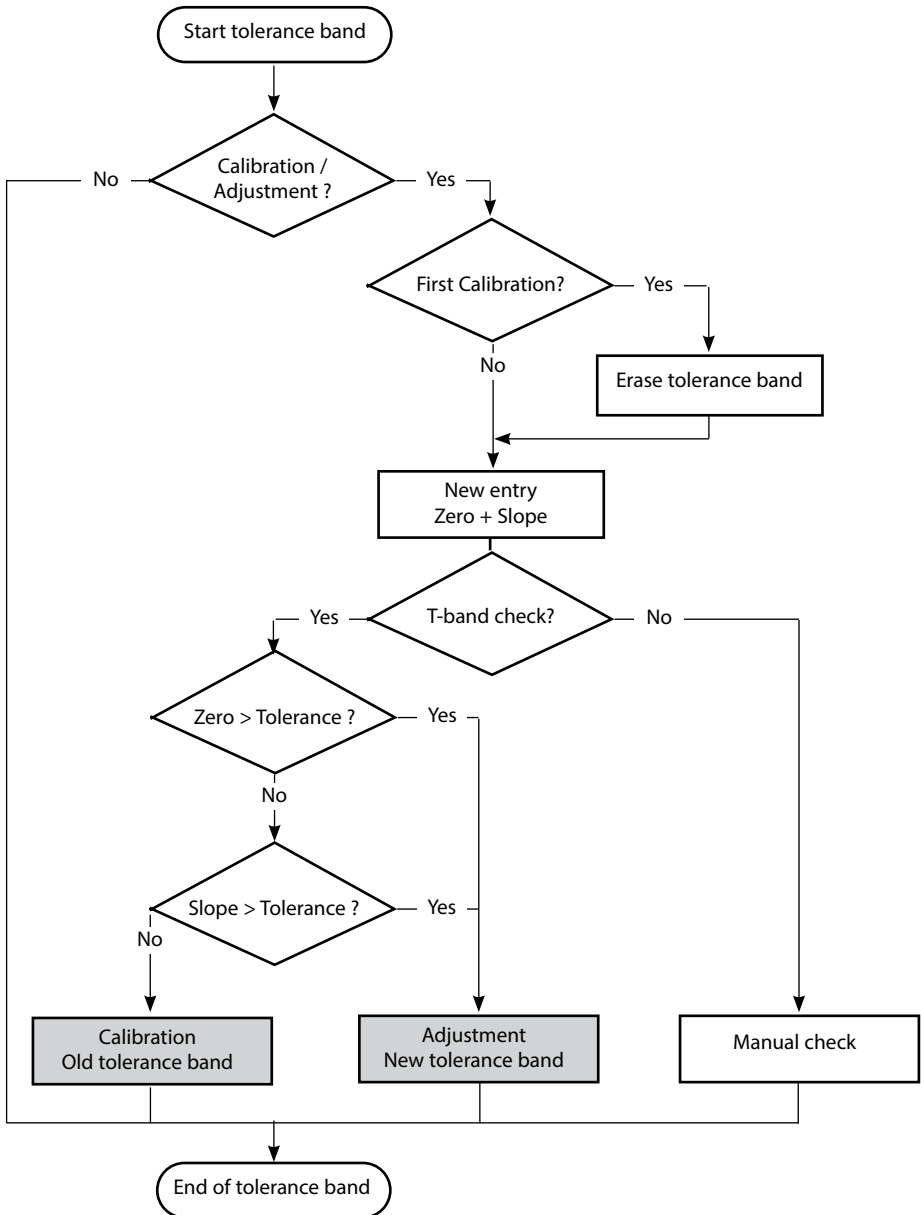 Start tolerance band
Calibration /
Adjustment ?
No
Yes
First Calibration?
Yes
No
Erase tolerance band
New entry
Zero + Slope
T-band check?
Yes
No
Zero > Tolerance ?
Yes
No
Slope > Tolerance ?
Yes
No
Calibration
Old tolerance band
Adjustment
New tolerance band
Manual check
End of tolerance band